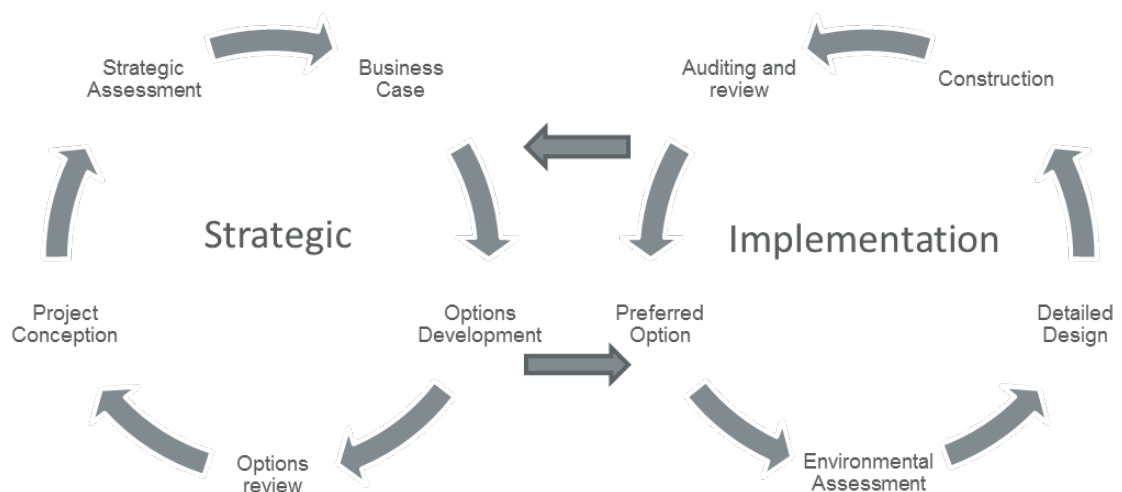 Strategic
Assessment
Business
Case
Auditing and
review
Construction
Strategic
Implementation
Project
Conception
Options
Development
Preferred
Option
Detailed
Design
Options
review
Environmental
Assessment